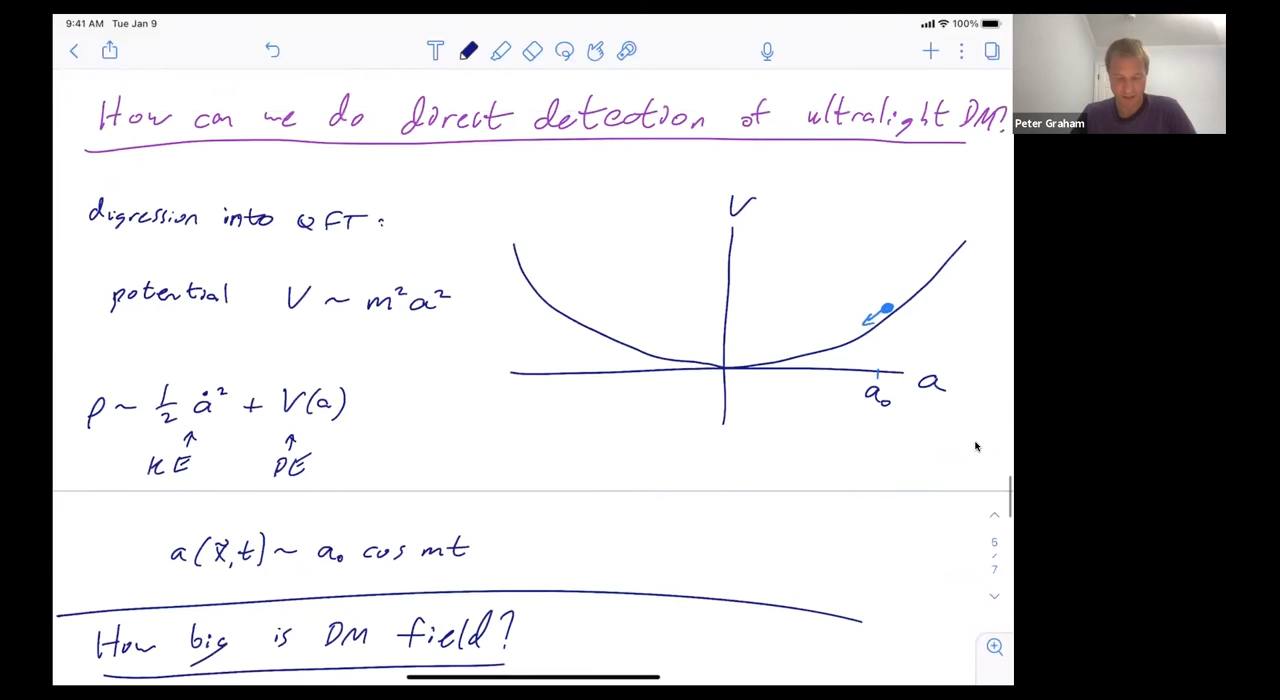 9:41 AM Tue Jan 9
100%
How can we do direct detection of ultralight DM?
Peter Graham
digression into QFT:
V
potential V ~ m²a²
a₀
a
ρ ~ ½ ȧ² + V(a)
KE PE
a(x⃗,t) ~ a₀ cos mt
5
/
7
How big is DM field?